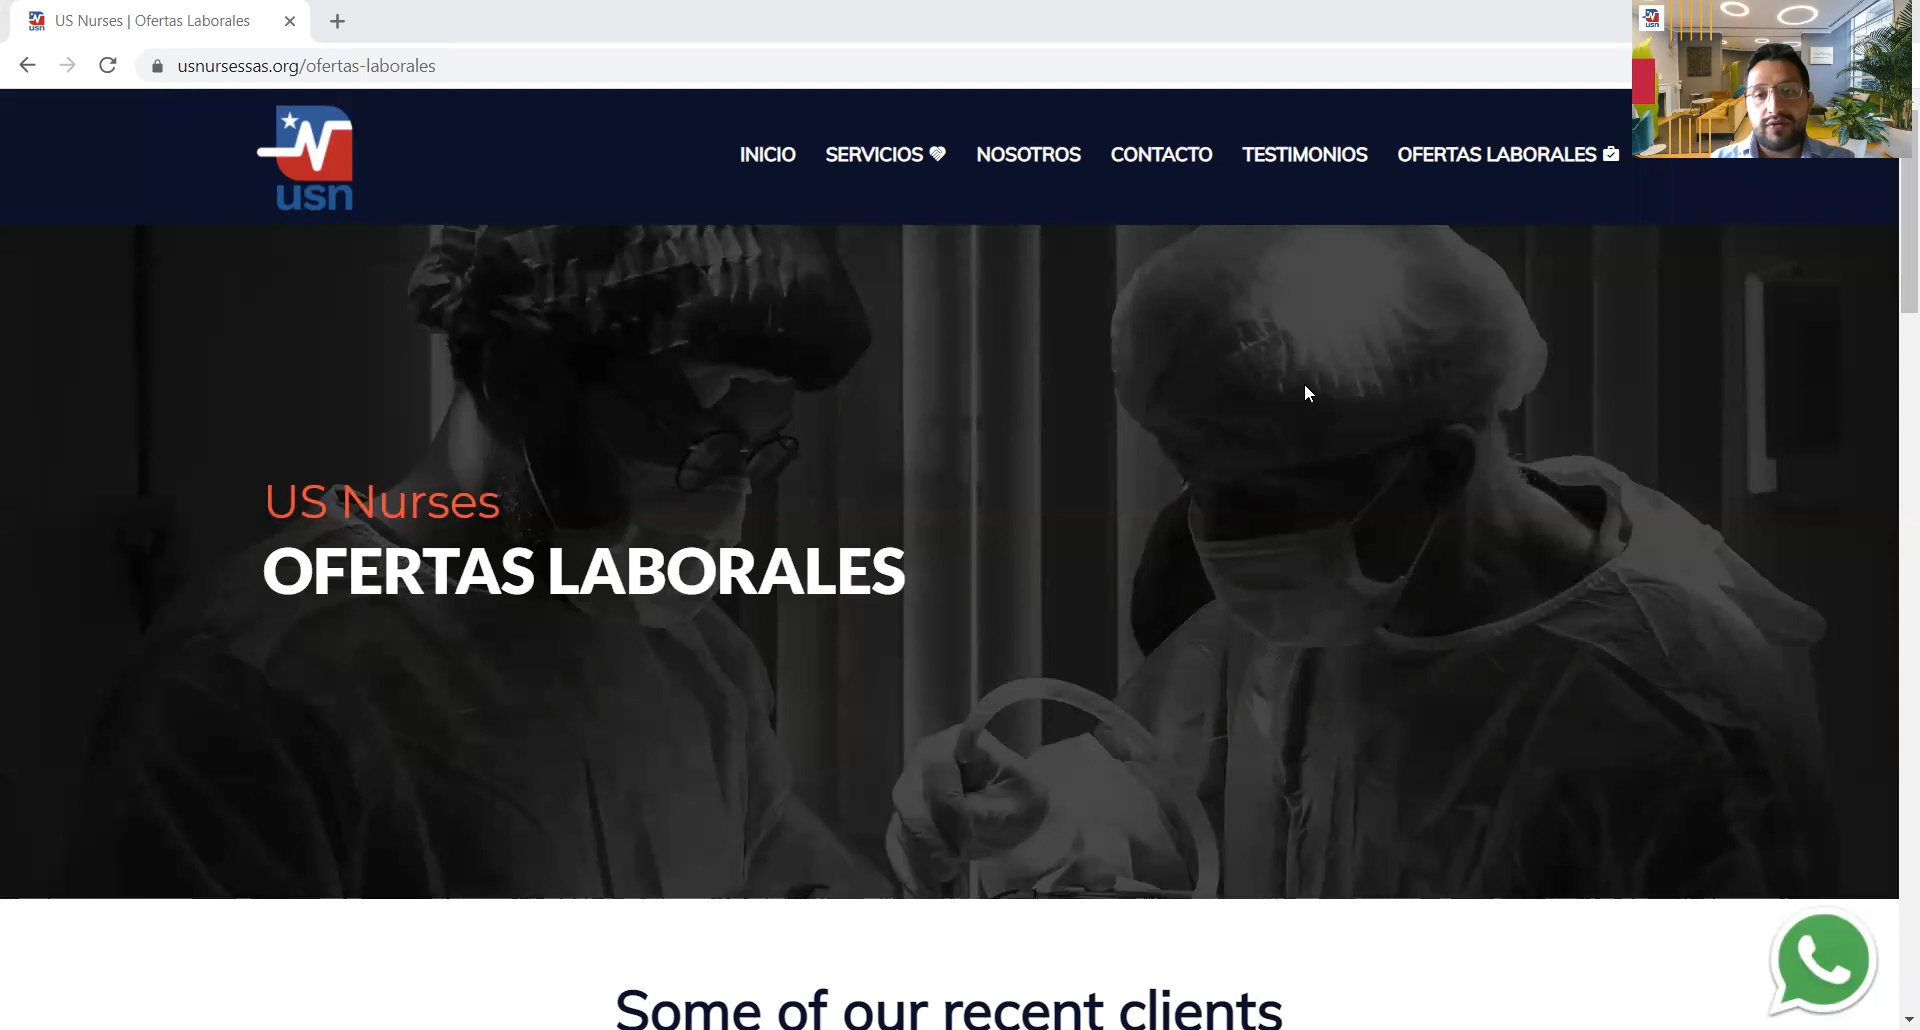 US Nurses | Ofertas Laborales
usnursessas.org/ofertas-laborales
usn
INICIO
SERVICIOS
NOSOTROS
CONTACTO
TESTIMONIOS
OFERTAS LABORALES
usn
US Nurses
OFERTAS LABORALES
Some of our recent clients